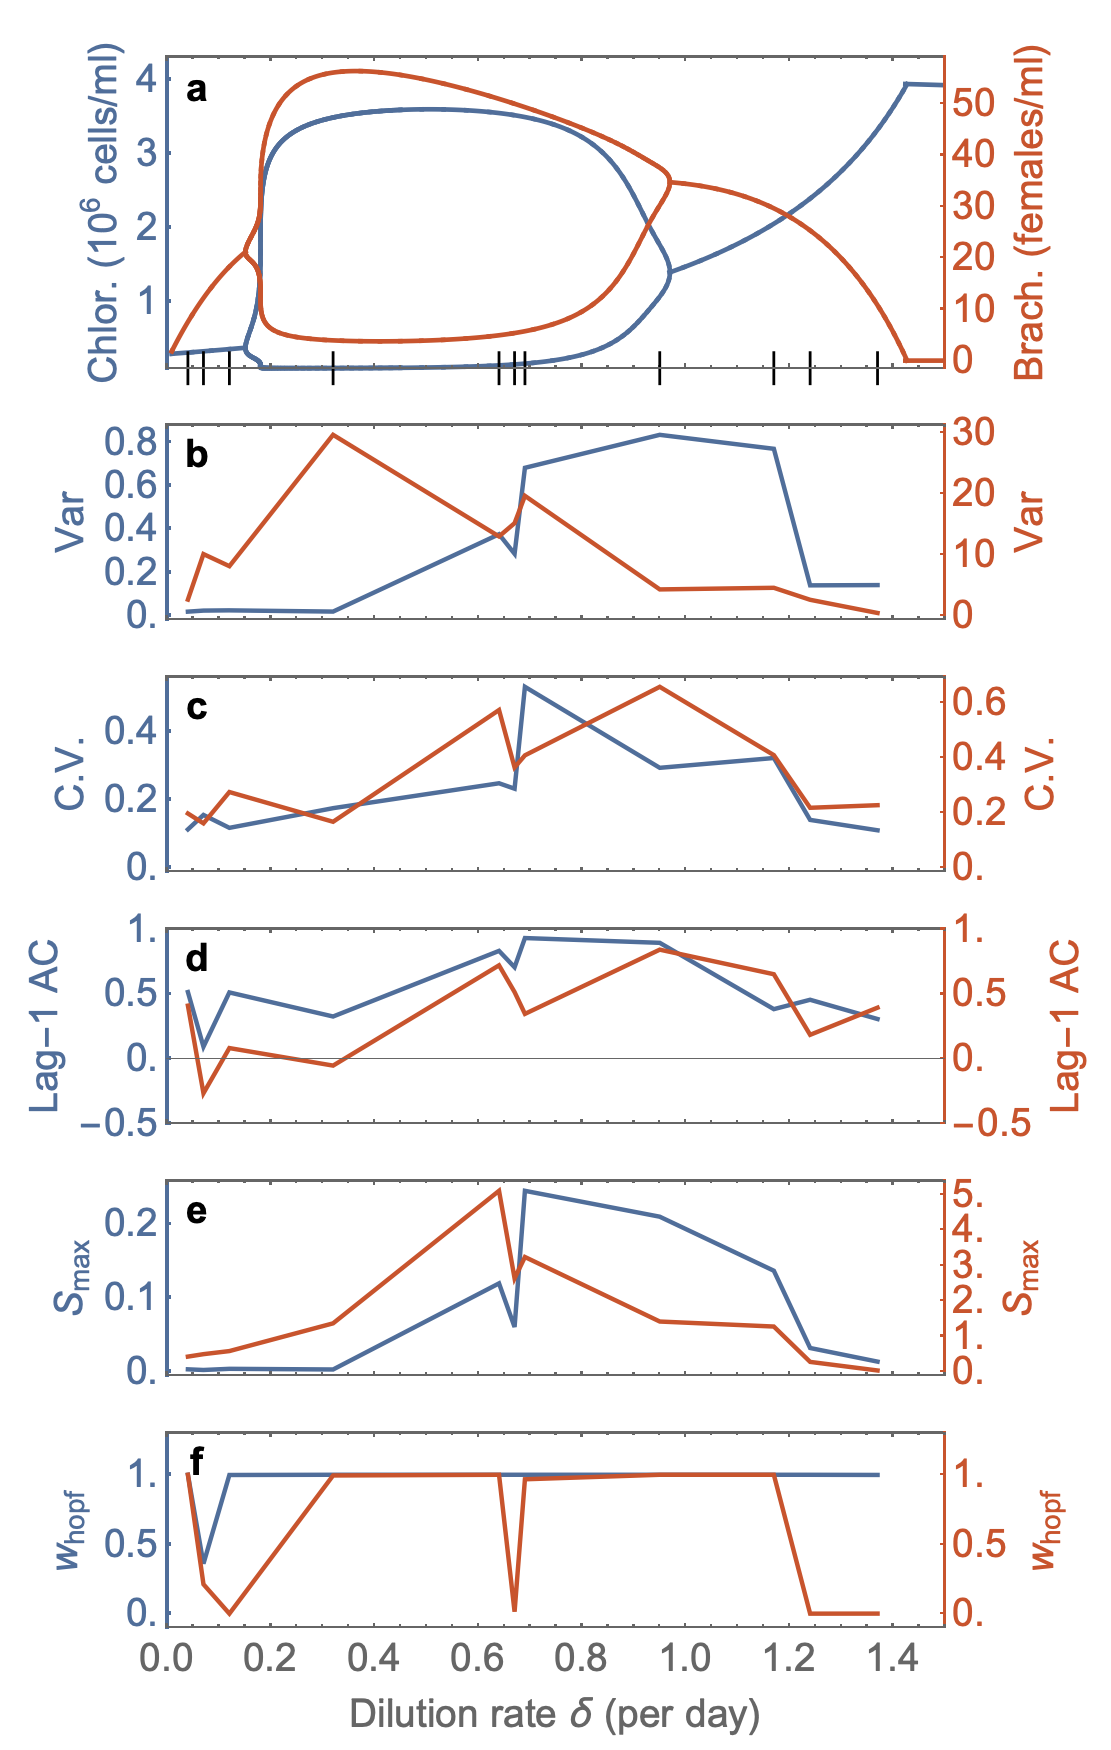 a
Chlor. (10⁶ cells/ml)
4
3
2
1
50
40
30
20
10
0
Brach. (females/ml)
b
Var
0.8
0.6
0.4
0.2
0.
30
20
10
0
Var
c
C.V.
0.4
0.2
0.
0.6
0.4
0.2
0.
C.V.
d
Lag−1 AC
1.
0.5
0.
−0.5
1.
0.5
0.
−0.5
Lag−1 AC
e
Smax
0.2
0.1
0.
5.
4.
3.
2.
1.
0.
Smax
f
whopf
1.
0.5
0.
1.
0.5
0.
whopf
0.0 0.2 0.4 0.6 0.8 1.0 1.2 1.4
Dilution rate δ (per day)